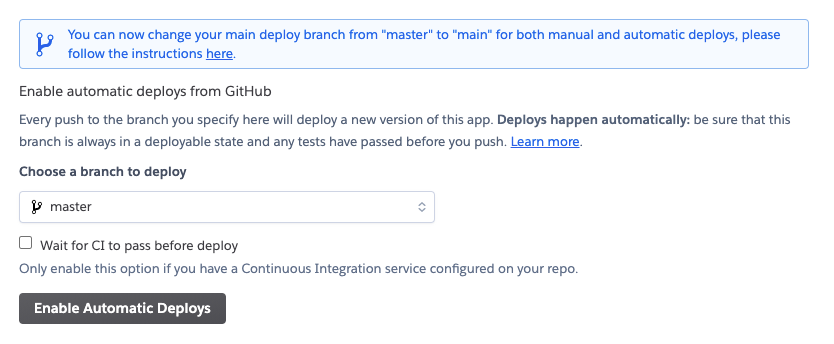 You can now change your main deploy branch from "master" to "main" for both manual and automatic deploys, please
follow the instructions here.
Enable automatic deploys from GitHub
Every push to the branch you specify here will deploy a new version of this app. Deploys happen automatically: be sure that this
branch is always in a deployable state and any tests have passed before you push. Learn more.
Choose a branch to deploy
master
Wait for CI to pass before deploy
Only enable this option if you have a Continuous Integration service configured on your repo.
Enable Automatic Deploys